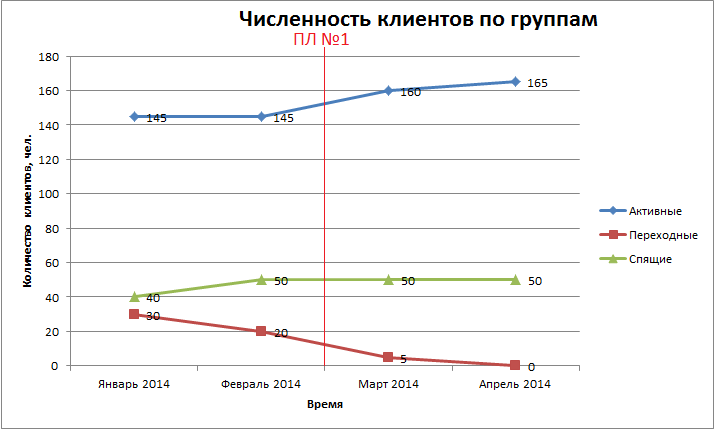 Численность клиентов по группам
ПЛ №1
180
160
140
120
100
80
60
40
20
0
Количество клиентов, чел.
145
145
160
165
40
50
50
50
30
20
5
0
Январь 2014
Февраль 2014
Март 2014
Апрель 2014
Время
Активные
Переходные
Спящие